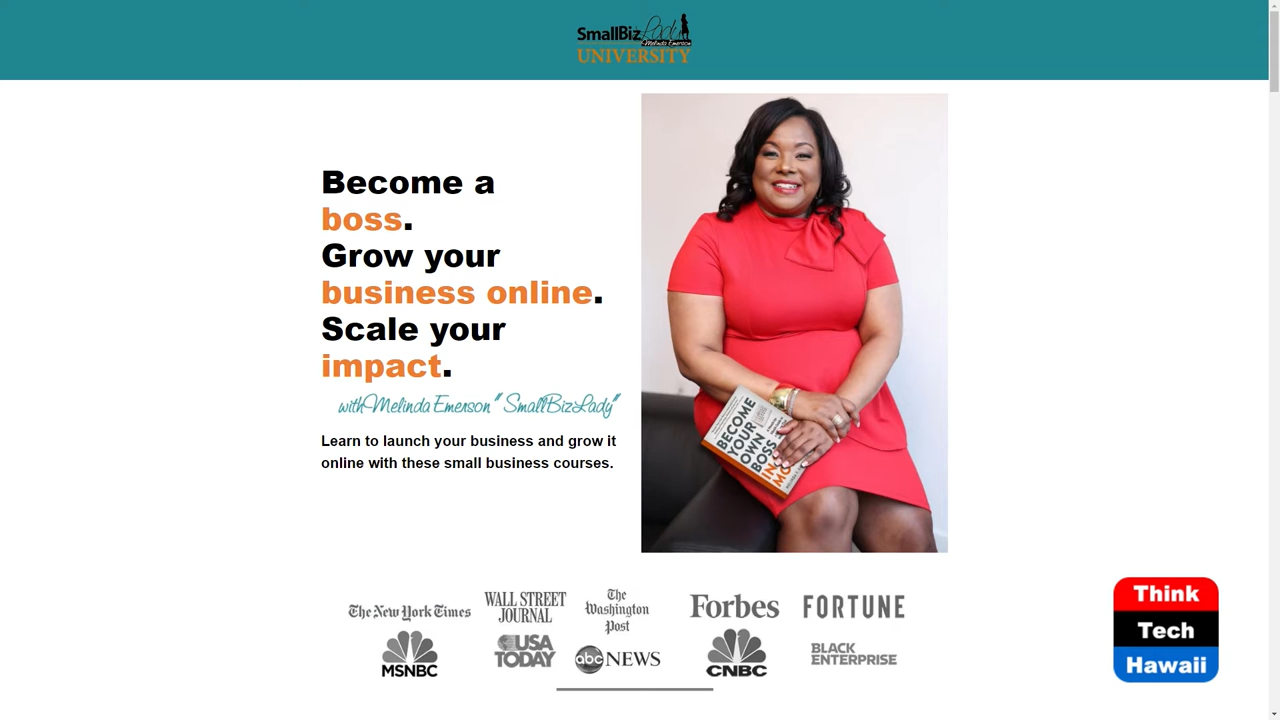 SmallBizLady
Melinda Emerson
UNIVERSITY
Become a
boss.
Grow your
business online.
Scale your
impact.
with Melinda Emerson "SmallBizLady"
Learn to launch your business and grow it
online with these small business courses.
BECOME
YOUR
OWN
BOSS
The New York Times
WALL STREET
JOURNAL
The
Washington
Post
Forbes
FORTUNE
MSNBC
USA
TODAY
abc NEWS
CNBC
BLACK
ENTERPRISE
Think
Tech
Hawaii